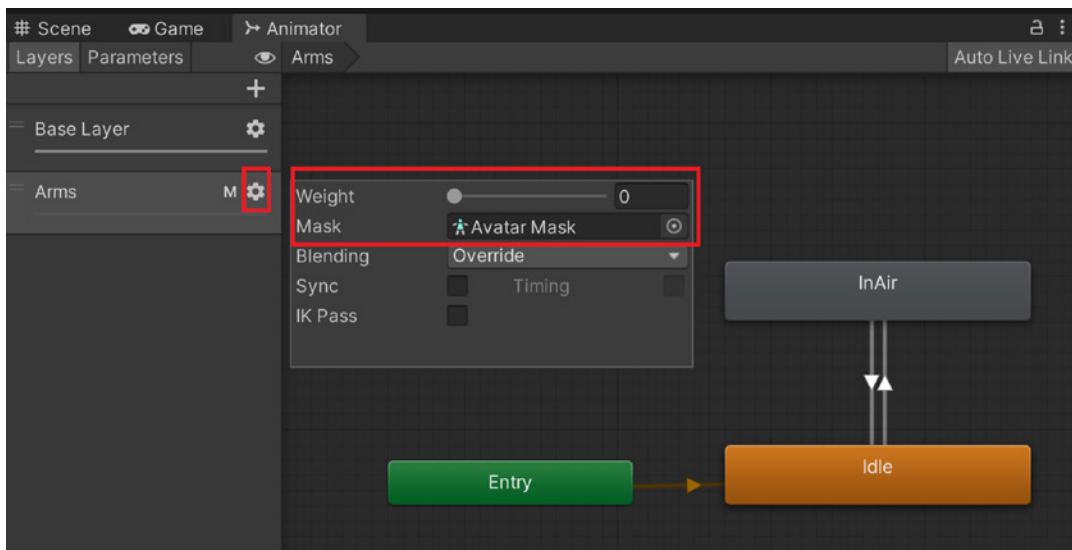 # Scene Game Animator
Layers Parameters Arms Auto Live Link
+
Base Layer
Arms M
Weight 0
Mask Avatar Mask
Blending Override
Sync Timing
IK Pass
InAir
Idle
Entry